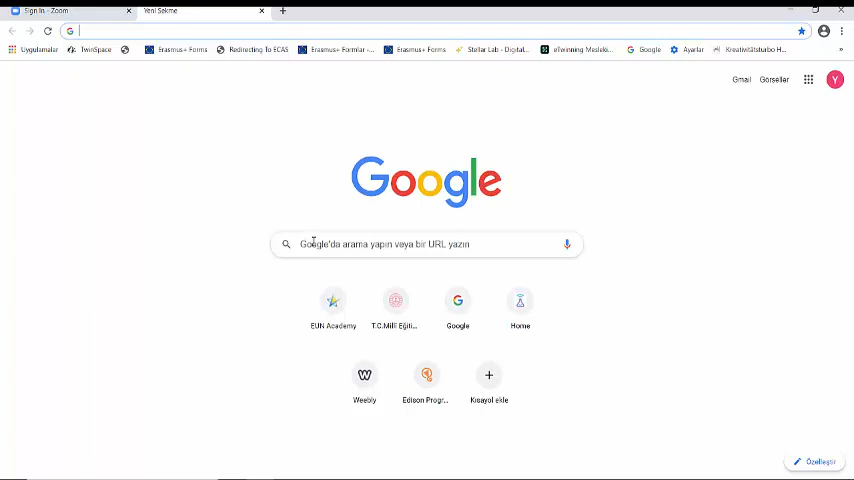 Sign In - Zoom
Yeni Sekme
Uygulamalar
TwinSpace
Erasmus+ Forms
Redirecting To ECAS
Erasmus+ Formlar -...
Erasmus+ Forms
Stellar Lab - Digital...
eTwinning Mesleki...
Google
Ayarlar
Kreativitätsturbo H...
Gmail
Görseller
Y
Google
Google'da arama yapın veya bir URL yazın
EUN Academy
T.C.Millî Eğiti...
Google
Home
Weebly
Edison Progr...
Kısayol ekle
Özelleştir